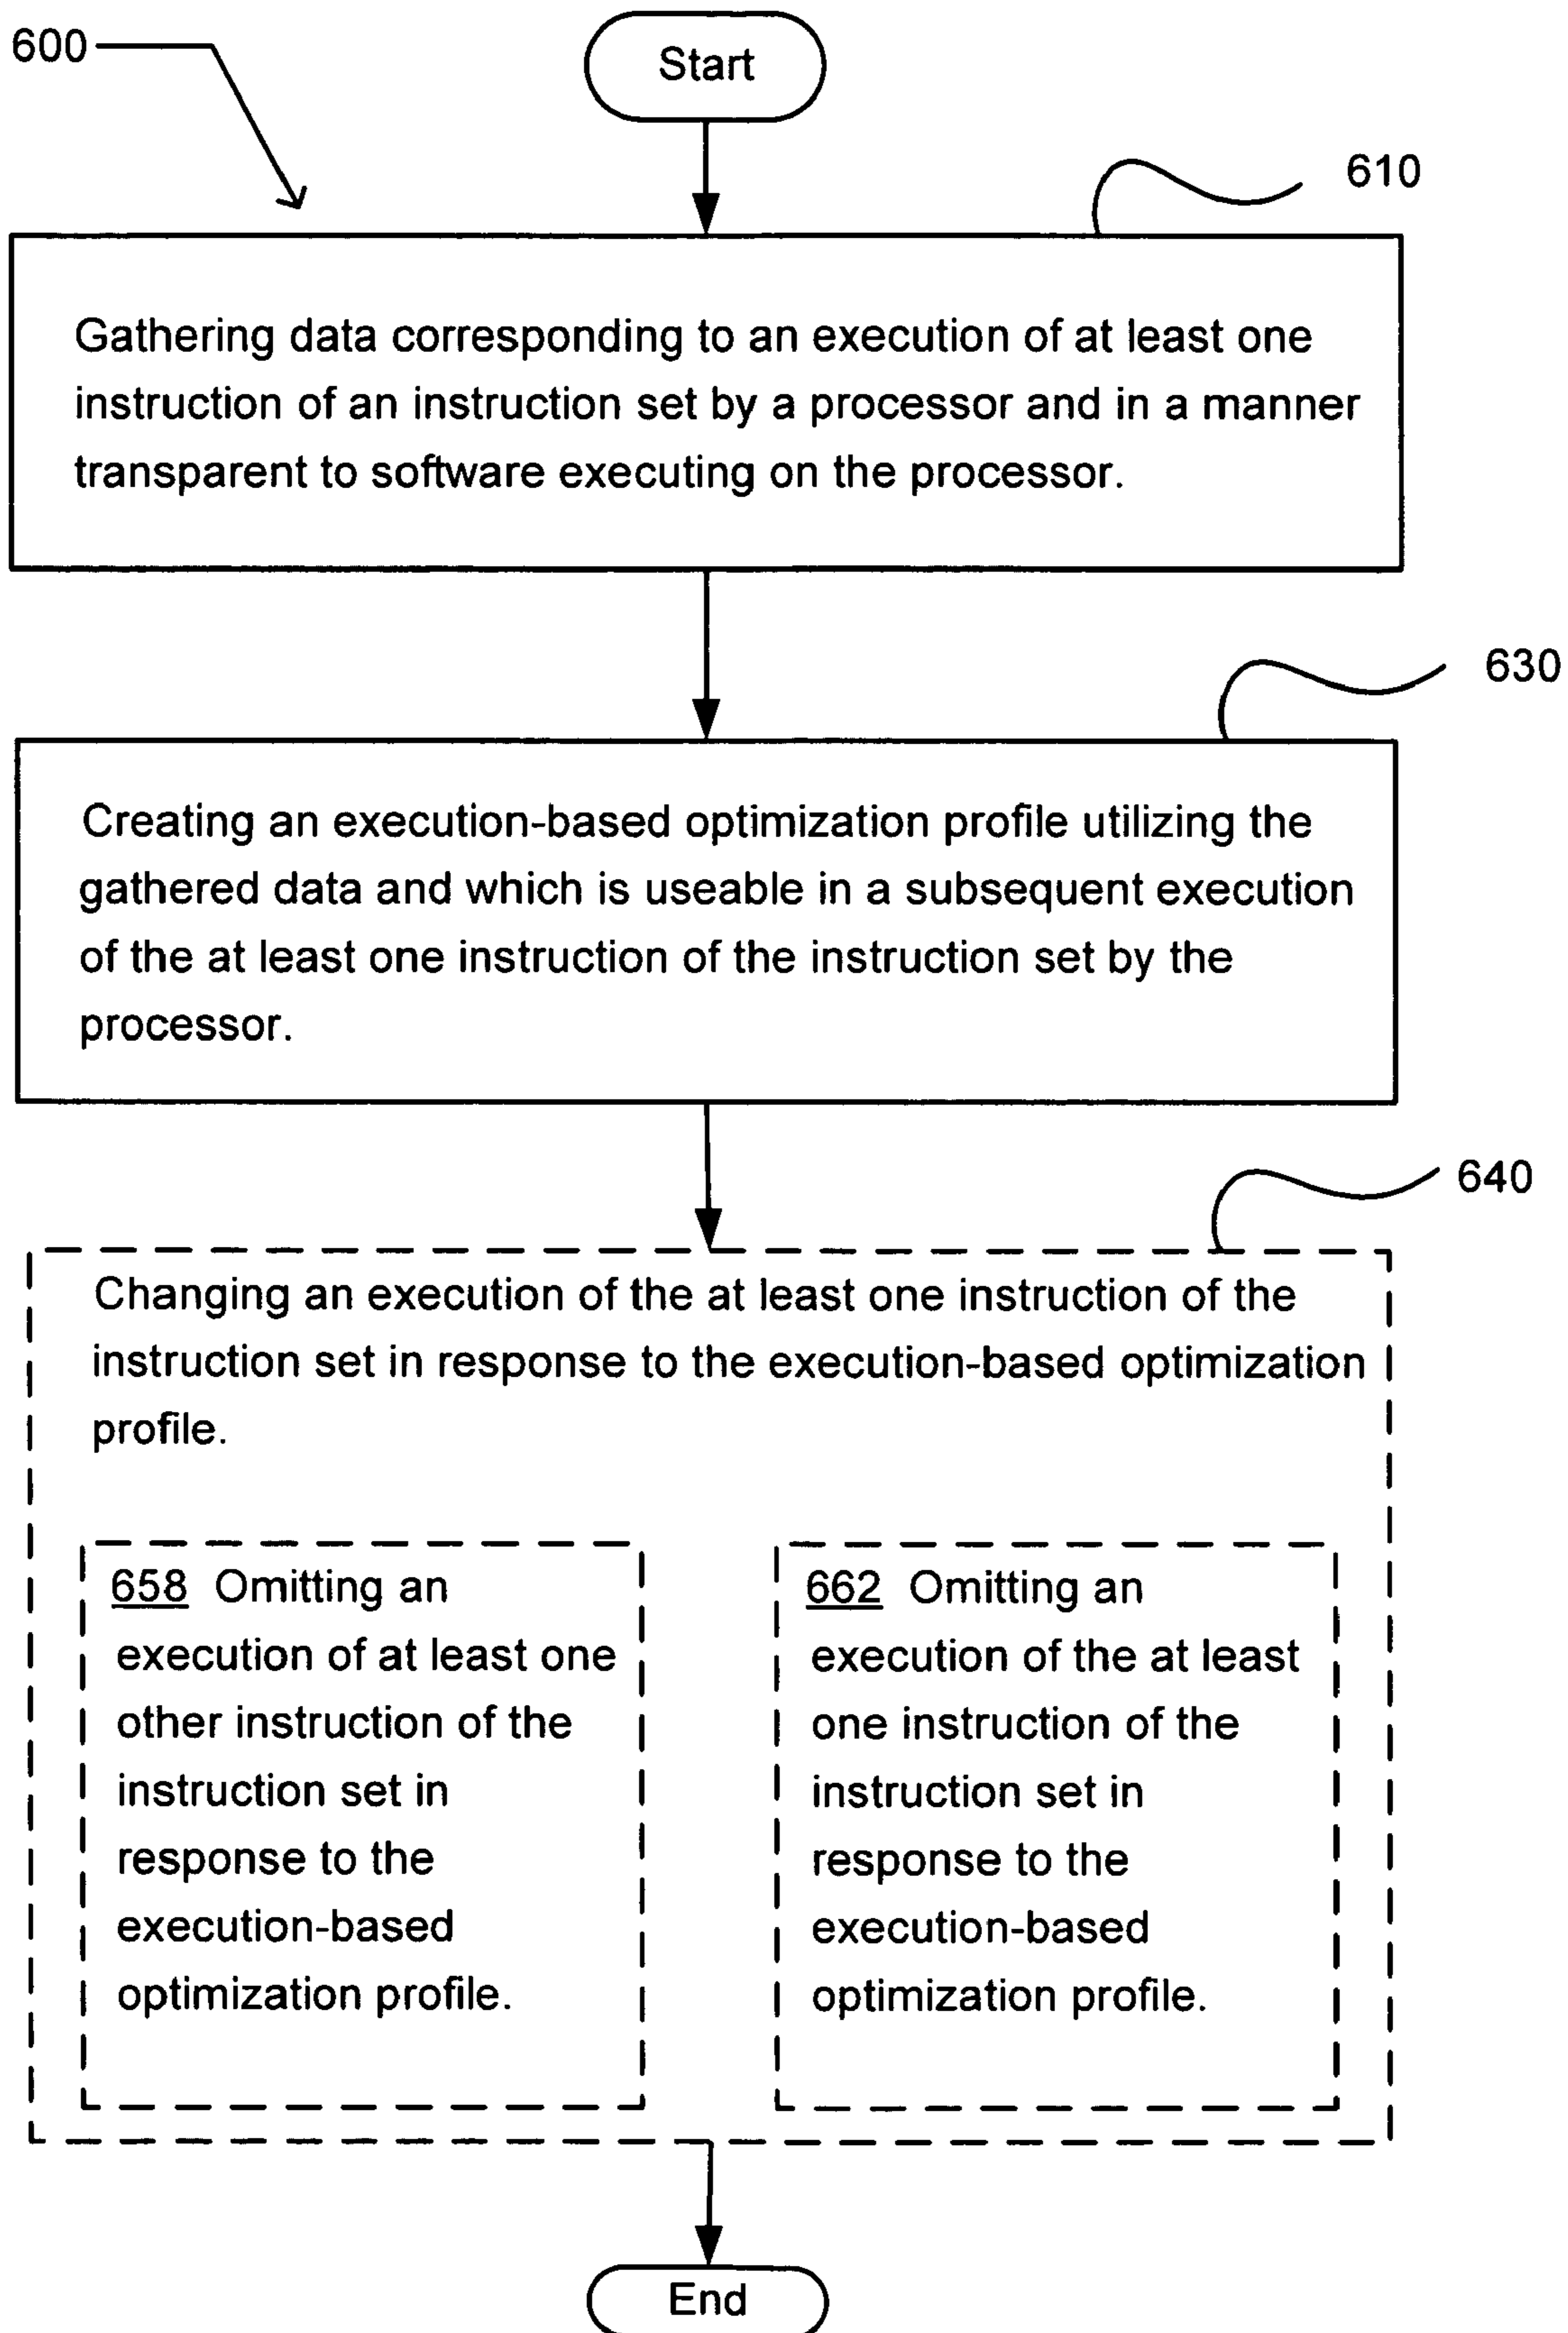 600
Start
610
Gathering data corresponding to an execution of at least one
instruction of an instruction set by a processor and in a manner
transparent to software executing on the processor.
630
Creating an execution-based optimization profile utilizing the
gathered data and which is useable in a subsequent execution
of the at least one instruction of the instruction set by the
processor.
640
Changing an execution of the at least one instruction of the
instruction set in response to the execution-based optimization
profile.
658 Omitting an
execution of at least one
other instruction of the
instruction set in
response to the
execution-based
optimization profile.
662 Omitting an
execution of the at least
one instruction of the
instruction set in
response to the
execution-based
optimization profile.
End